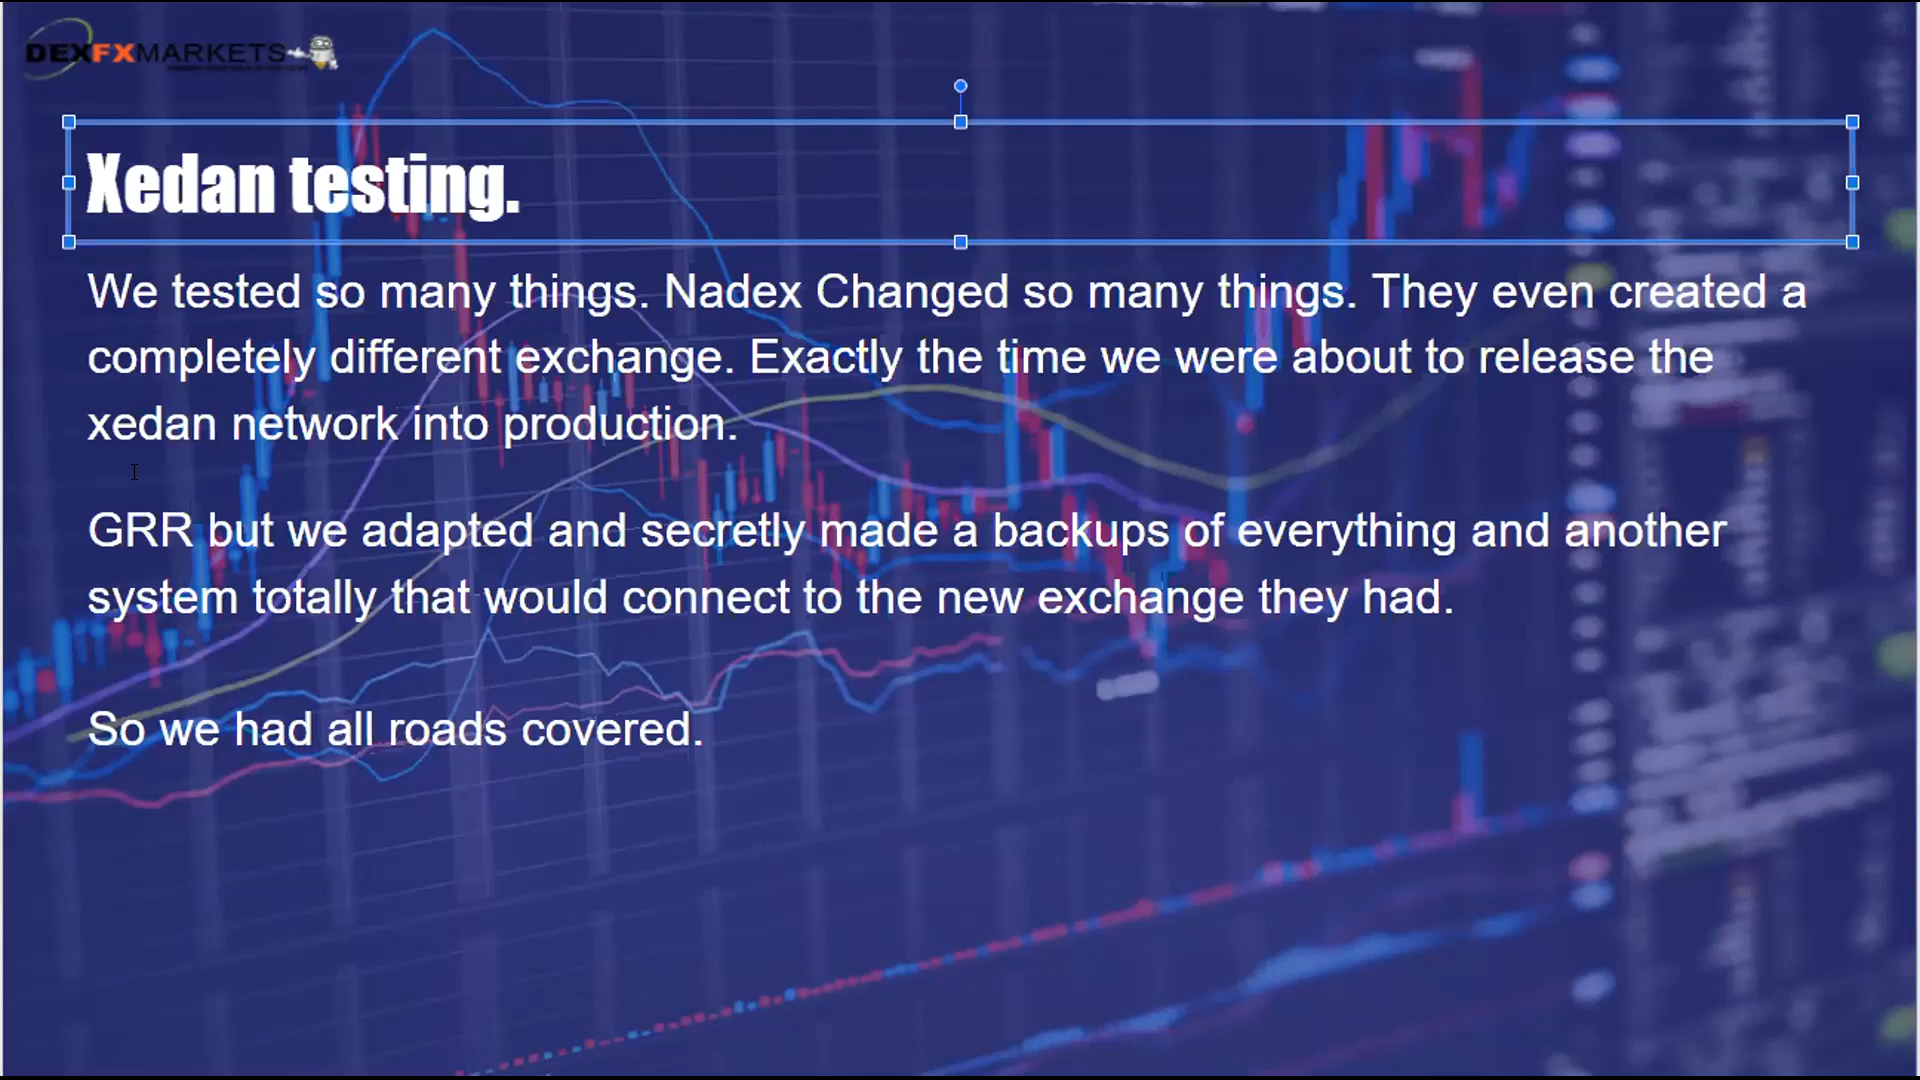 DEXFXMARKETS
Xedan testing.
We tested so many things. Nadex Changed so many things. They even created a
completely different exchange. Exactly the time we were about to release the
xedan network into production.
GRR but we adapted and secretly made a backups of everything and another
system totally that would connect to the new exchange they had.
So we had all roads covered.